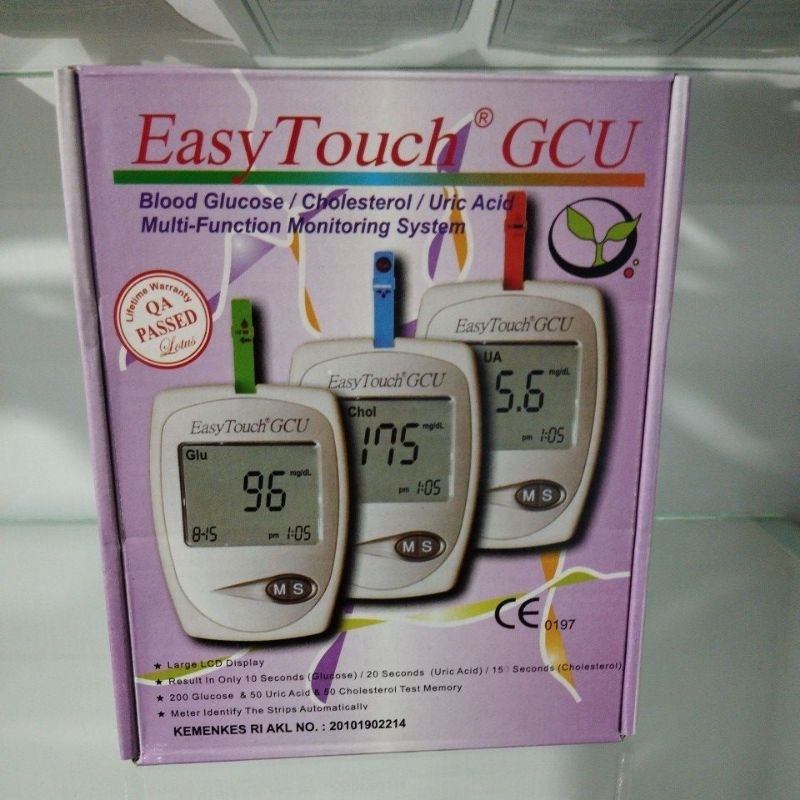 EasyTouch® GCU
Blood Glucose / Cholesterol / Uric Acid
Multi-Function Monitoring System
Lifetime Warranty
QA
PASSED
Lotus
EasyTouch® GCU
UA
5.6 mg/dL
pm 1:05
M S
EasyTouch® GCU
Chol
175 mg/dL
pm 1:05
M S
EasyTouch® GCU
Glu
96 mg/dL
8-15 pm 1:05
M S
CE 0197
★ Large LCD Display
★ Result in Only 10 Seconds (Glucose) / 20 Seconds (Uric Acid) / 150 Seconds (Cholesterol)
★ 200 Glucose & 50 Uric Acid & 50 Cholesterol Test Memory
★ Meter Identify The Strips Automatically
KEMENKES RI AKL NO. : 20101902214